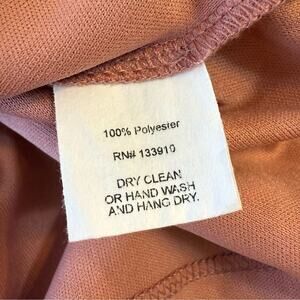 100% Polyester
RN# 133910
DRY CLEAN
OR HAND WASH
AND HANG DRY.